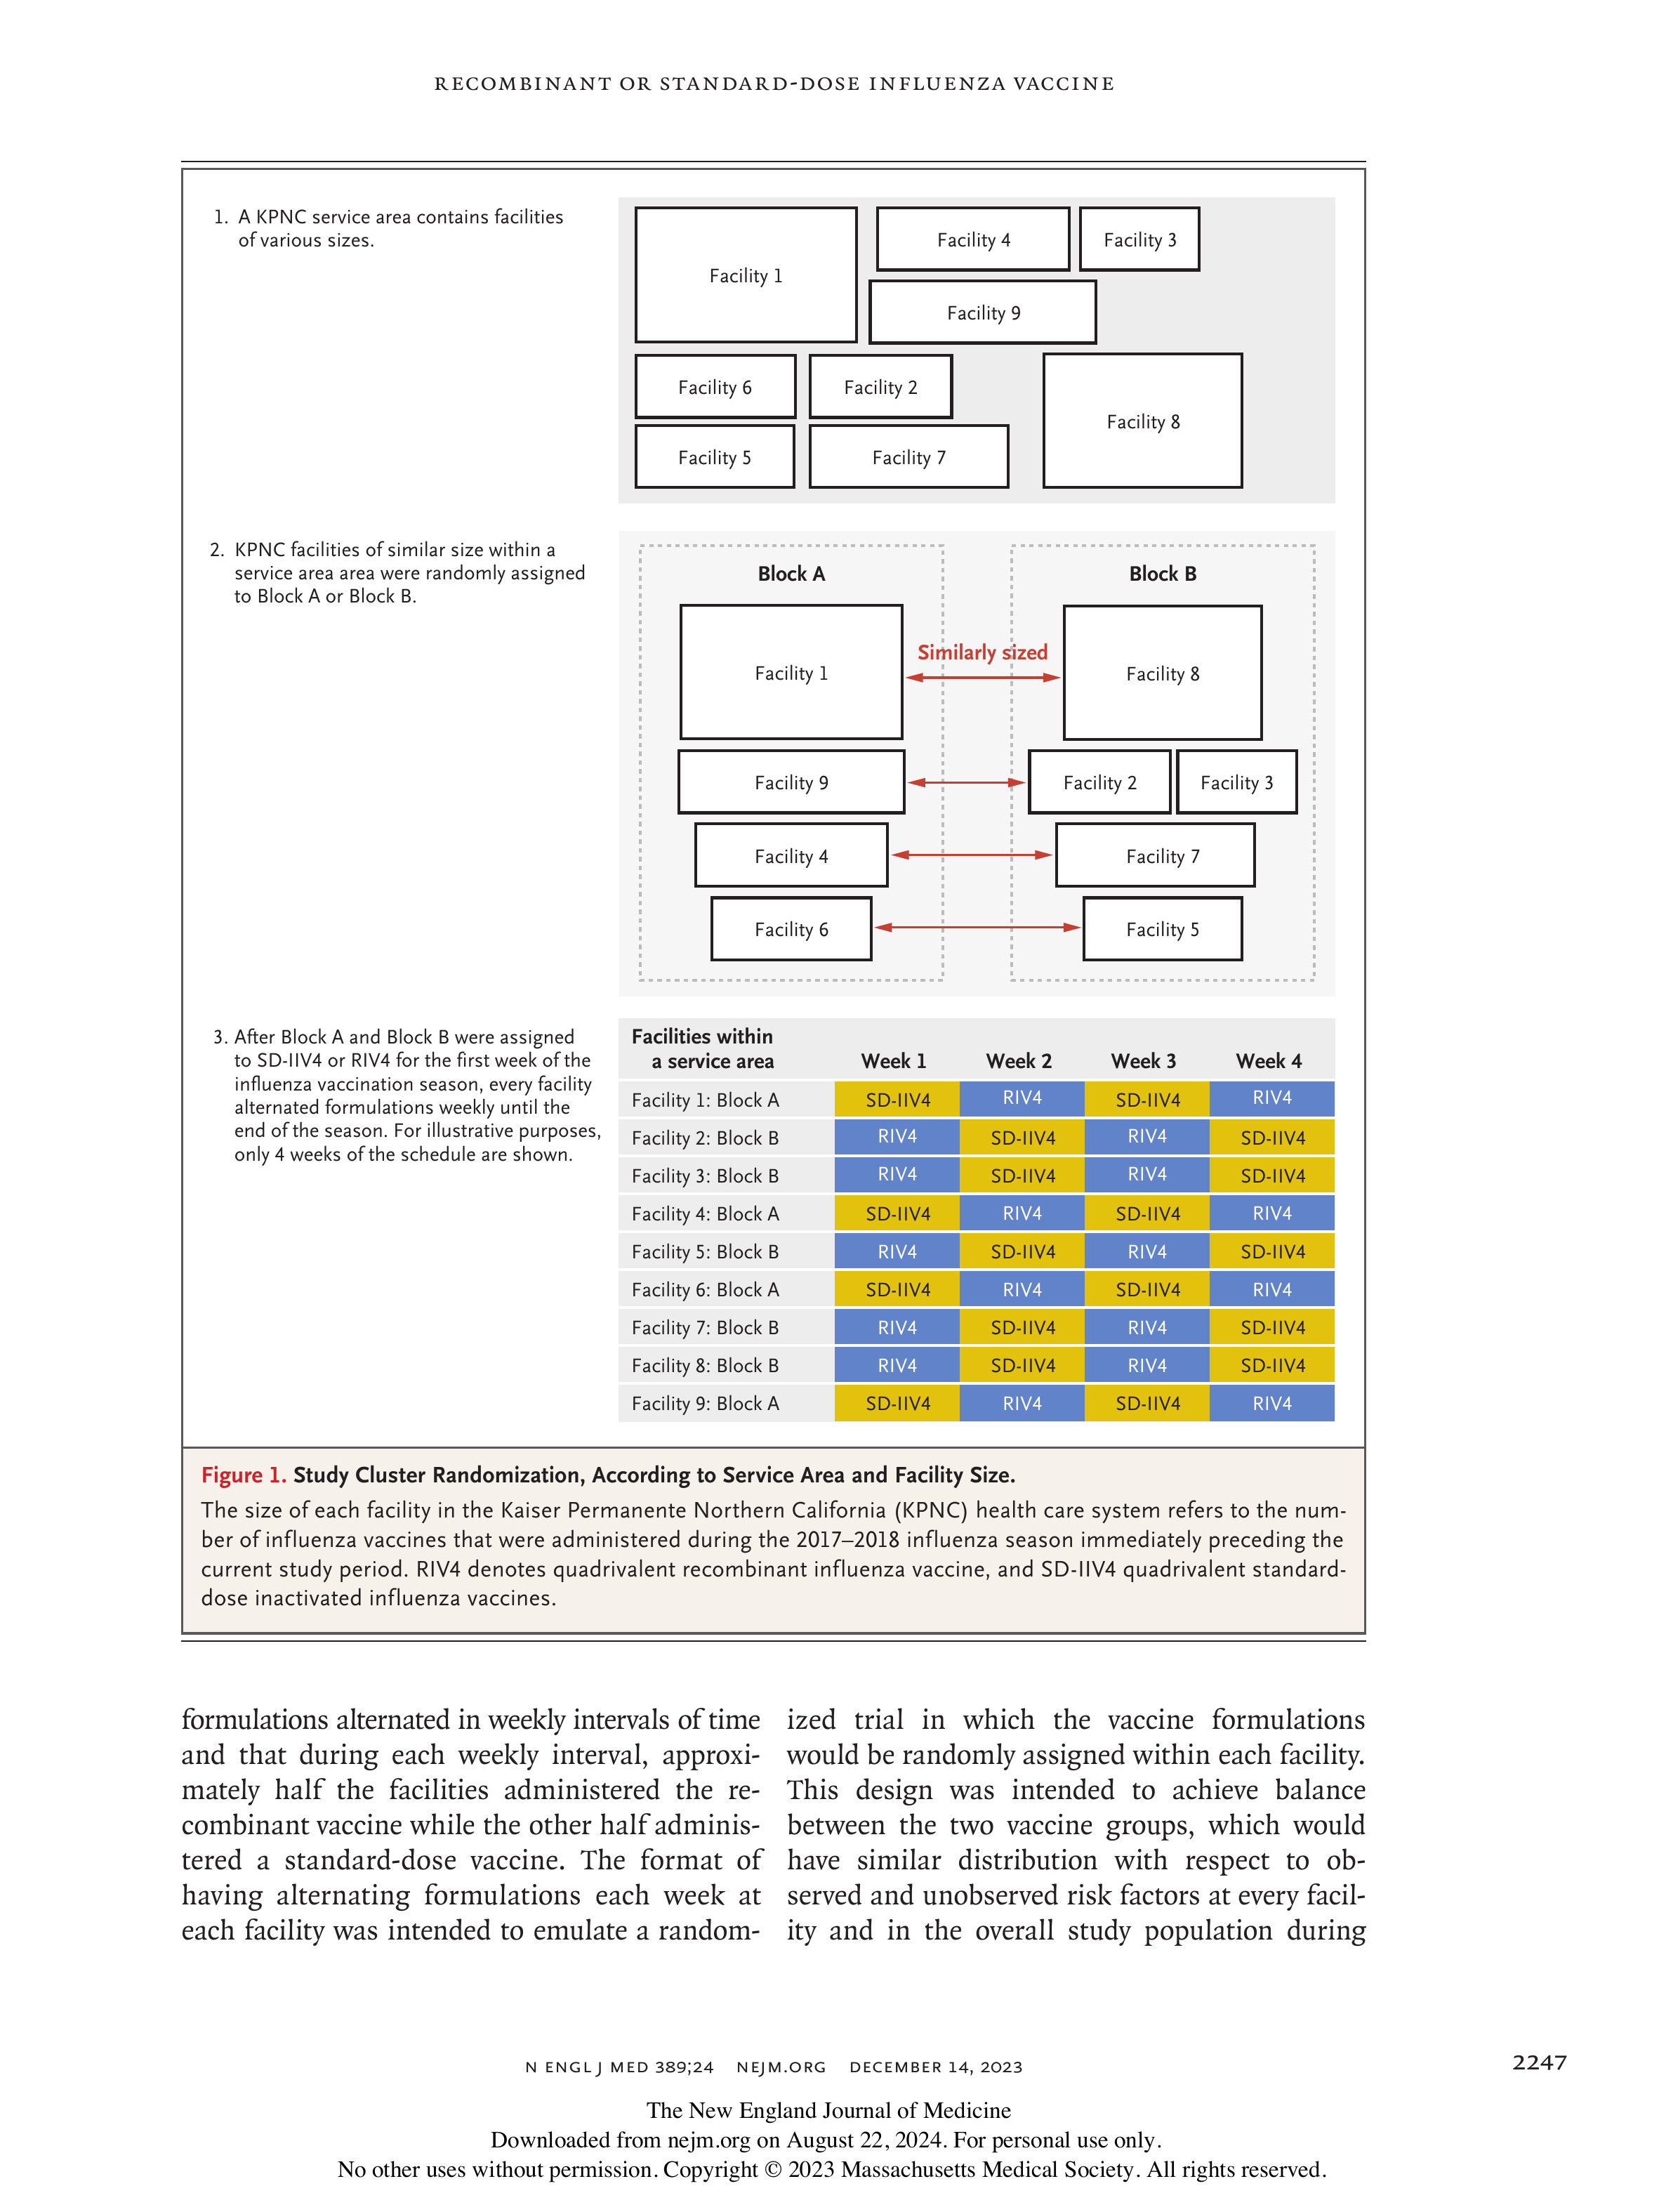 RECOMBINANT OR STANDARD-DOSE INFLUENZA VACCINE
1. A KPNC service area contains facilities
of various sizes.
Facility 1
Facility 4
Facility 3
Facility 9
Facility 6
Facility 2
Facility 8
Facility 5
Facility 7
2. KPNC facilities of similar size within a
service area area were randomly assigned
to Block A or Block B.
Block A
Block B
Similarly sized
Facility 1
Facility 8
Facility 9
Facility 2
Facility 3
Facility 4
Facility 7
Facility 6
Facility 5
3. After Block A and Block B were assigned
to SD-IIV4 or RIV4 for the first week of the
influenza vaccination season, every facility
alternated formulations weekly until the
end of the season. For illustrative purposes,
only 4 weeks of the schedule are shown.
Facilities within
a service area Week 1 Week 2 Week 3 Week 4
Facility 1: Block A SD-IIV4 RIV4 SD-IIV4 RIV4
Facility 2: Block B RIV4 SD-IIV4 RIV4 SD-IIV4
Facility 3: Block B RIV4 SD-IIV4 RIV4 SD-IIV4
Facility 4: Block A SD-IIV4 RIV4 SD-IIV4 RIV4
Facility 5: Block B RIV4 SD-IIV4 RIV4 SD-IIV4
Facility 6: Block A SD-IIV4 RIV4 SD-IIV4 RIV4
Facility 7: Block B RIV4 SD-IIV4 RIV4 SD-IIV4
Facility 8: Block B RIV4 SD-IIV4 RIV4 SD-IIV4
Facility 9: Block A SD-IIV4 RIV4 SD-IIV4 RIV4
Figure 1. Study Cluster Randomization, According to Service Area and Facility Size.
The size of each facility in the Kaiser Permanente Northern California (KPNC) health care system refers to the num-
ber of influenza vaccines that were administered during the 2017–2018 influenza season immediately preceding the
current study period. RIV4 denotes quadrivalent recombinant influenza vaccine, and SD-IIV4 quadrivalent standard-
dose inactivated influenza vaccines.
formulations alternated in weekly intervals of time
and that during each weekly interval, approxi-
mately half the facilities administered the re-
combinant vaccine while the other half adminis-
tered a standard-dose vaccine. The format of
having alternating formulations each week at
each facility was intended to emulate a random-
ized trial in which the vaccine formulations
would be randomly assigned within each facility.
This design was intended to achieve balance
between the two vaccine groups, which would
have similar distribution with respect to ob-
served and unobserved risk factors at every facil-
ity and in the overall study population during
N ENGL J MED 389;24 NEJM.ORG DECEMBER 14, 2023
2247
The New England Journal of Medicine
Downloaded from nejm.org on August 22, 2024. For personal use only.
No other uses without permission. Copyright © 2023 Massachusetts Medical Society. All rights reserved.